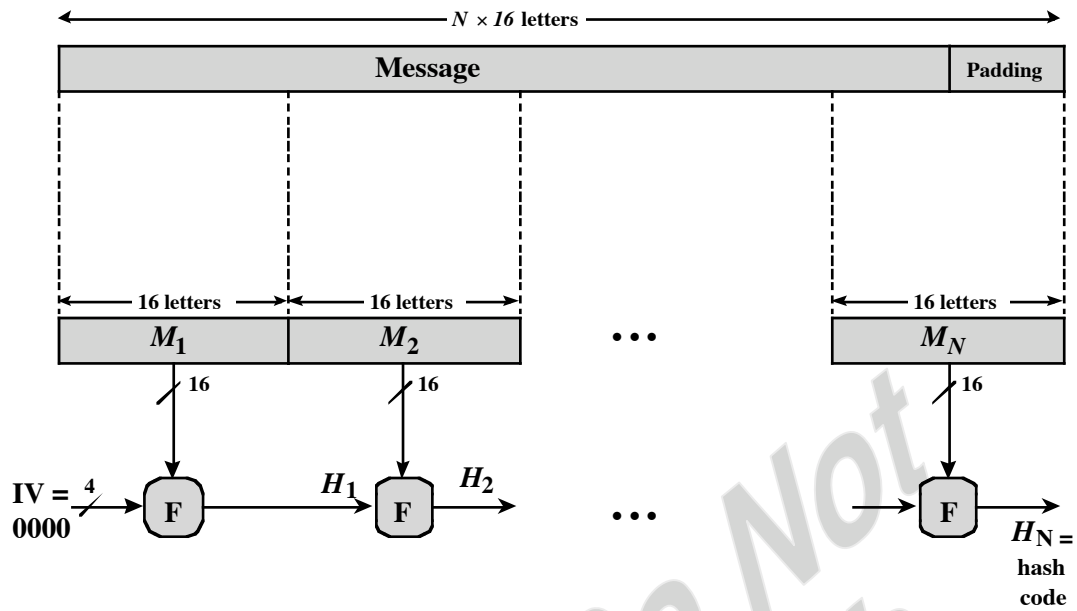 N × 16 letters
Message
Padding
16 letters
16 letters
16 letters
M1
M2
...
MN
16
16
16
IV =
0000
4
F
H1
F
H2
...
F
HN =
hash
code
Not